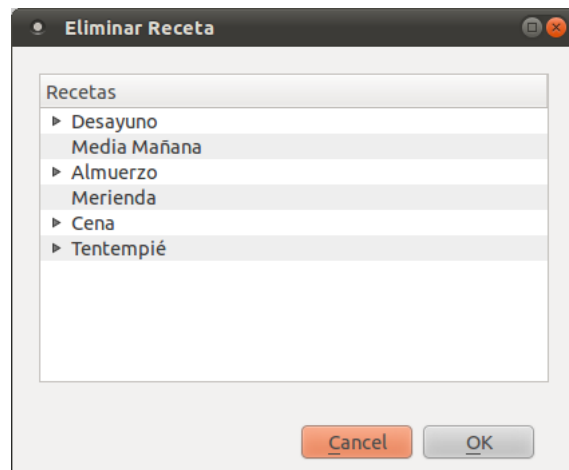 Eliminar Receta
Recetas
Desayuno
Media Mañana
Almuerzo
Merienda
Cena
Tentempié
Cancel OK